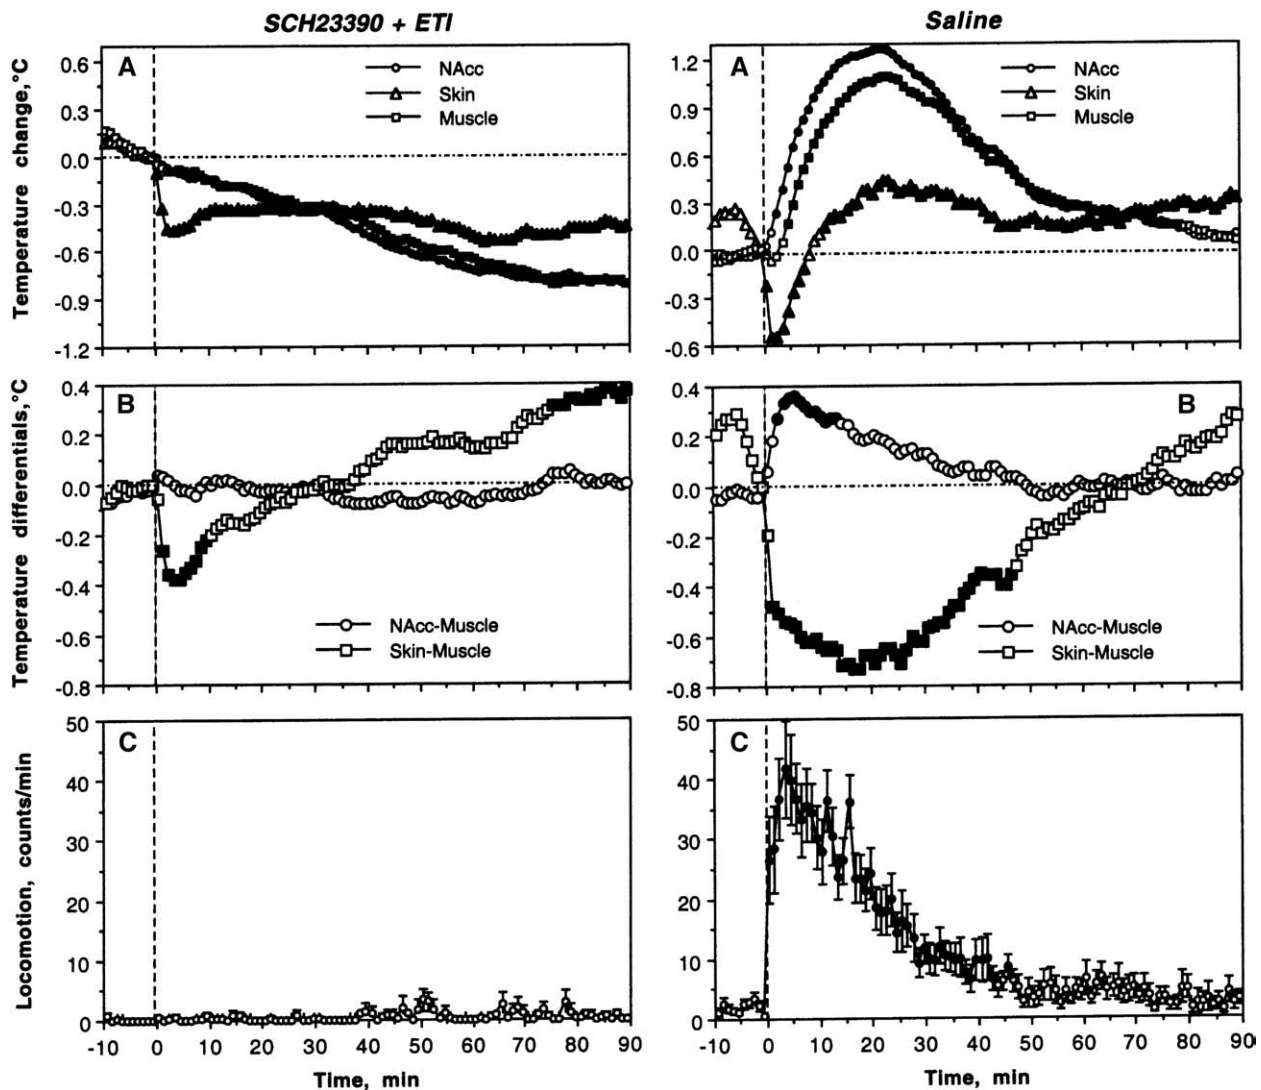 SCH23390 + ETI
Saline
Temperature change,°C
0.6
0.3
0.0
-0.3
-0.6
-0.9
-1.2
A
NAcc
Skin
Muscle
1.2
0.9
0.6
0.3
0.0
-0.3
-0.6
A
NAcc
Skin
Muscle
Temperature differentials,°C
0.4
0.2
0.0
-0.2
-0.4
-0.6
-0.8
B
NAcc-Muscle
Skin-Muscle
0.4
0.2
0.0
-0.2
-0.4
-0.6
-0.8
B
NAcc-Muscle
Skin-Muscle
Locomotion, counts/min
50
40
30
20
10
0
C
-10 0 10 20 30 40 50 60 70 80 90
Time, min
50
40
30
20
10
0
C
-10 0 10 20 30 40 50 60 70 80 90
Time, min